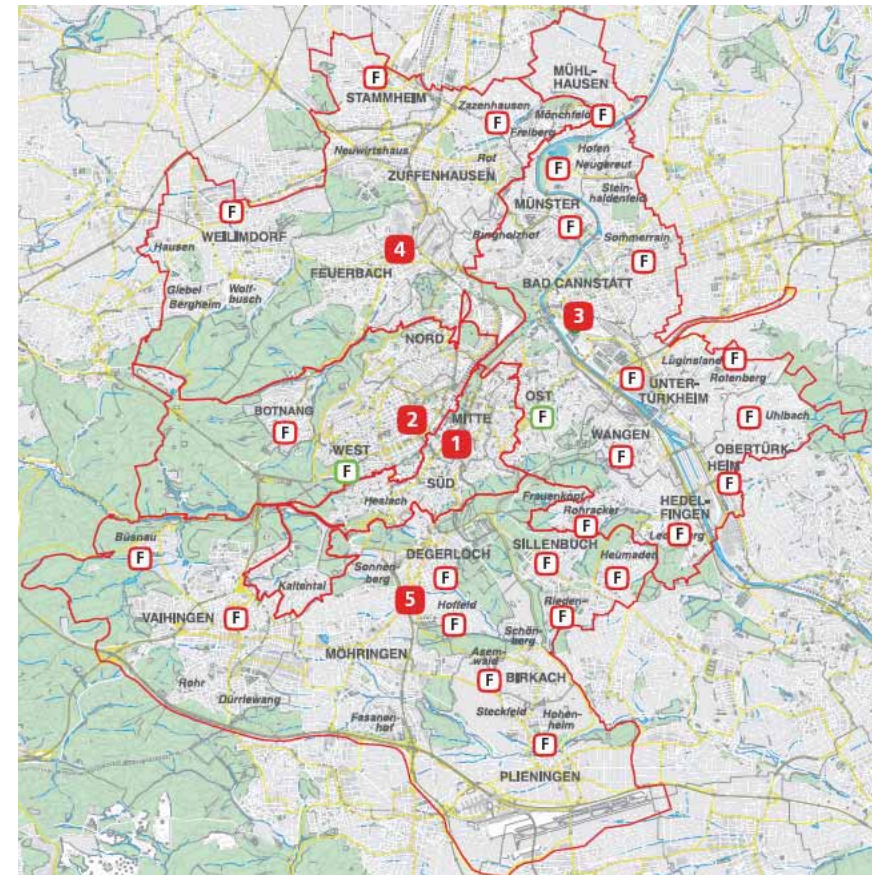 MÜHL-
HAUSEN
F
STAMMHEIM
Zazenhausen
F
Mönchfeld
F
Freiberg
Neuwirtshaus
Rot
Hofen
F
Neugereut
ZUFFENHAUSEN
Stein-
haldenfeld
F
WEILIMDORF
MÜNSTER
F
Burgholzhof
Sommerrain
F
Hausen
4
FEUERBACH
Giebel
Bergheim
Wolf-
busch
BAD CANNSTATT
3
NORD
Luginsland
F
Rotenberg
F
UNTER-
TÜRKHEIM
BOTNANG
F
2
MITTE
1
OST
F
F
Uhlbach
WEST
F
WANGEN
F
OBERTÜRK-
HEIM
F
SÜD
Heslach
Frauenkopf
Rohracker
F
HEDEL-
FINGEN
F
Büsnau
F
Kaltental
Sonnen-
berg
DEGERLOCH
F
SILLENBUCH
F
Heumaden
F
5
Hoffeld
F
Rieden-
F
VAIHINGEN
F
MÖHRINGEN
Schön-
berg
Asem-
wald
F
BIRKACH
Rohr
Dürrlewang
Steckfeld
Hohen-
heim
F
Fasanen-
hof
PLIENINGEN